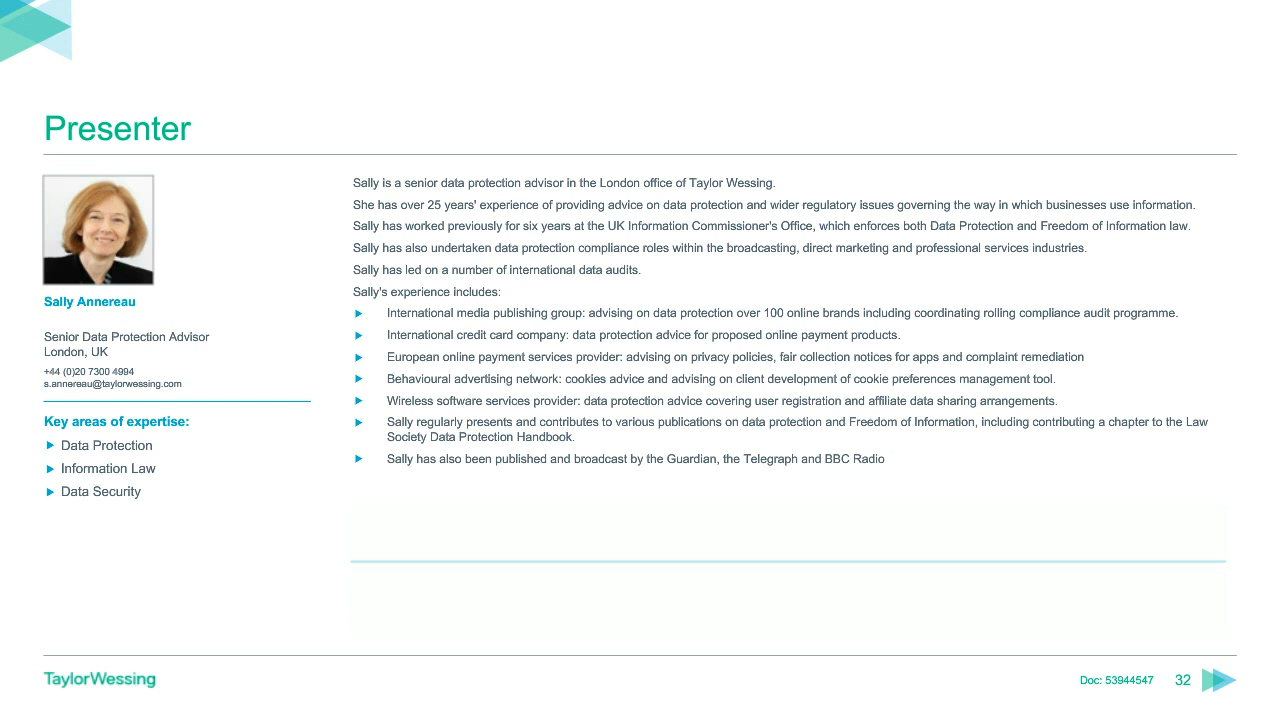 Presenter
Sally Annereau
Senior Data Protection Advisor
London, UK
+44 (0)20 7300 4994
s.annereau@taylorwessing.com
Key areas of expertise:
Data Protection
Information Law
Data Security
Sally is a senior data protection advisor in the London office of Taylor Wessing.
She has over 25 years' experience of providing advice on data protection and wider regulatory issues governing the way in which businesses use information.
Sally has worked previously for six years at the UK Information Commissioner's Office, which enforces both Data Protection and Freedom of Information law.
Sally has also undertaken data protection compliance roles within the broadcasting, direct marketing and professional services industries.
Sally has led on a number of international data audits.
Sally's experience includes:
International media publishing group: advising on data protection over 100 online brands including coordinating rolling compliance audit programme.
International credit card company: data protection advice for proposed online payment products.
European online payment services provider: advising on privacy policies, fair collection notices for apps and complaint remediation
Behavioural advertising network: cookies advice and advising on client development of cookie preferences management tool.
Wireless software services provider: data protection advice covering user registration and affiliate data sharing arrangements.
Sally regularly presents and contributes to various publications on data protection and Freedom of Information, including contributing a chapter to the Law
Society Data Protection Handbook.
Sally has also been published and broadcast by the Guardian, the Telegraph and BBC Radio
TaylorWessing
Doc: 53944547
32